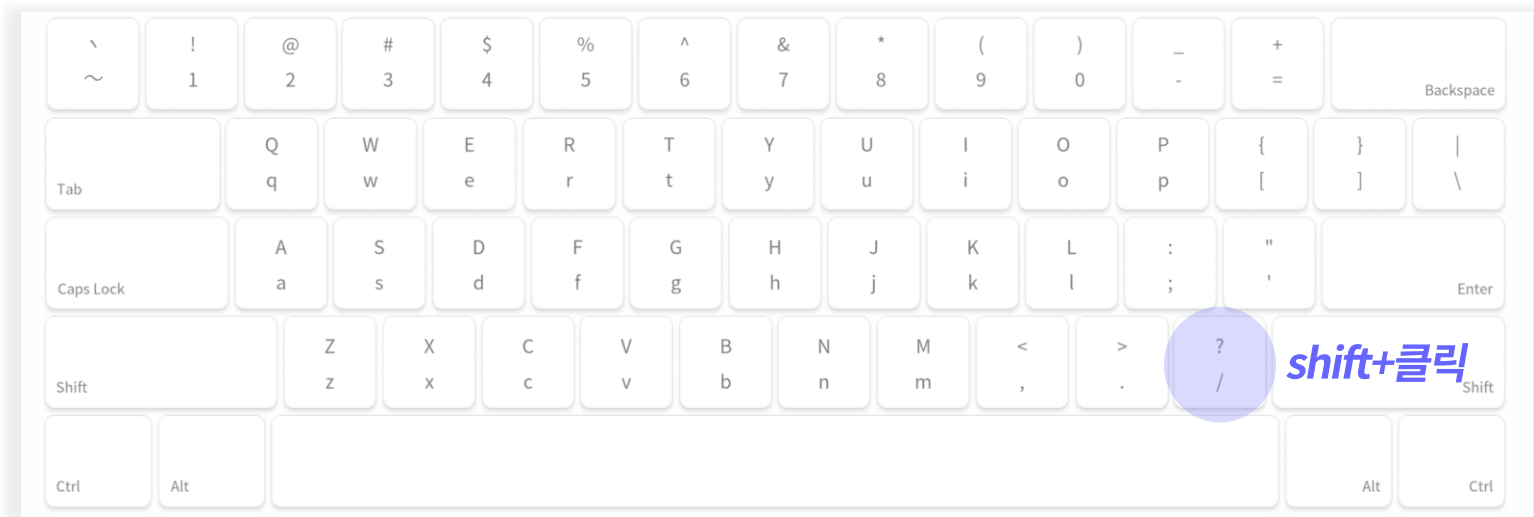 、 ! @ # $ % ^ & * ( ) _ +
～ 1 2 3 4 5 6 7 8 9 0 - = Backspace
Q W E R T Y U I O P { } |
Tab q w e r t y u i o p [ ] \
A S D F G H J K L : "
Caps Lock a s d f g h j k l ; ' Enter
Z X C V B N M < > ?
shift+클릭
Shift z x c v b n m , . / Shift
Ctrl Alt Alt Ctrl